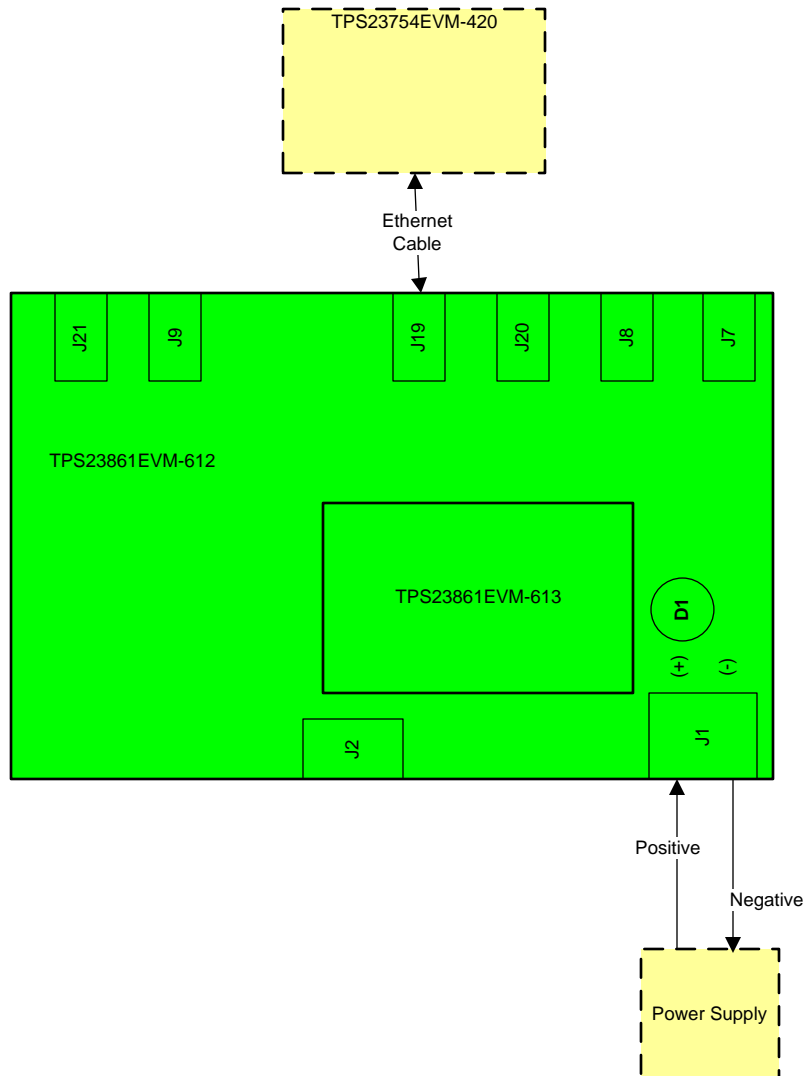 TPS23754EVM-420
Ethernet
Cable
J21
J9
J19
J20
J8
J7
TPS23861EVM-612
TPS23861EVM-613
D1
(+)
(-)
J2
J1
Positive
Negative
Power Supply